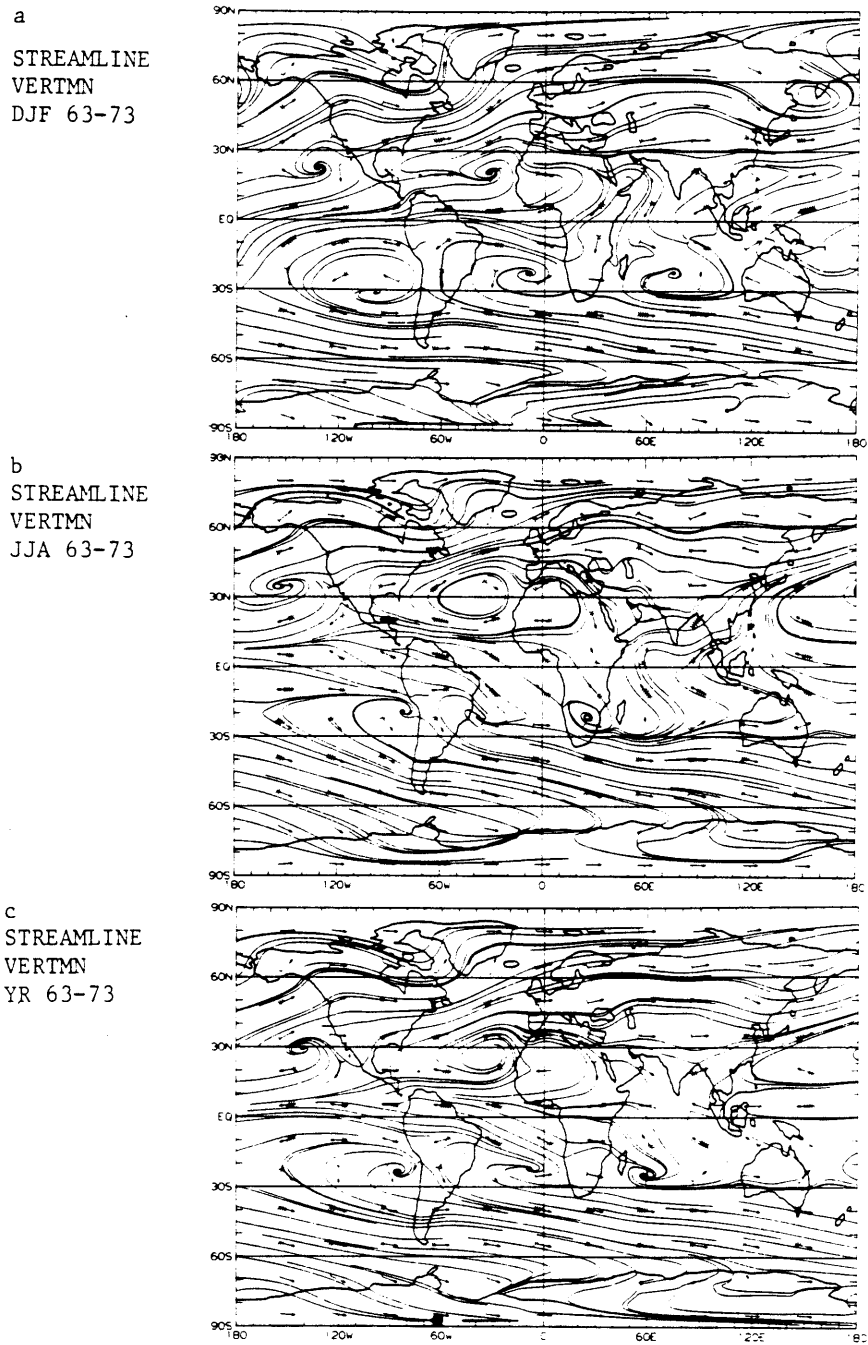 a
STREAMLINE
VERTMN
DJF 63-73
90N
60N
30N
EQ
30S
60S
90S
180 120W 60W 0 60E 120E 180
b
STREAMLINE
VERTMN
JJA 63-73
90N
60N
30N
EQ
30S
60S
90S
180 120W 60W 0 60E 120E 180
c
STREAMLINE
VERTMN
YR 63-73
90N
60N
30N
EQ
30S
60S
90S
180 120W 60W 0 60E 120E 180